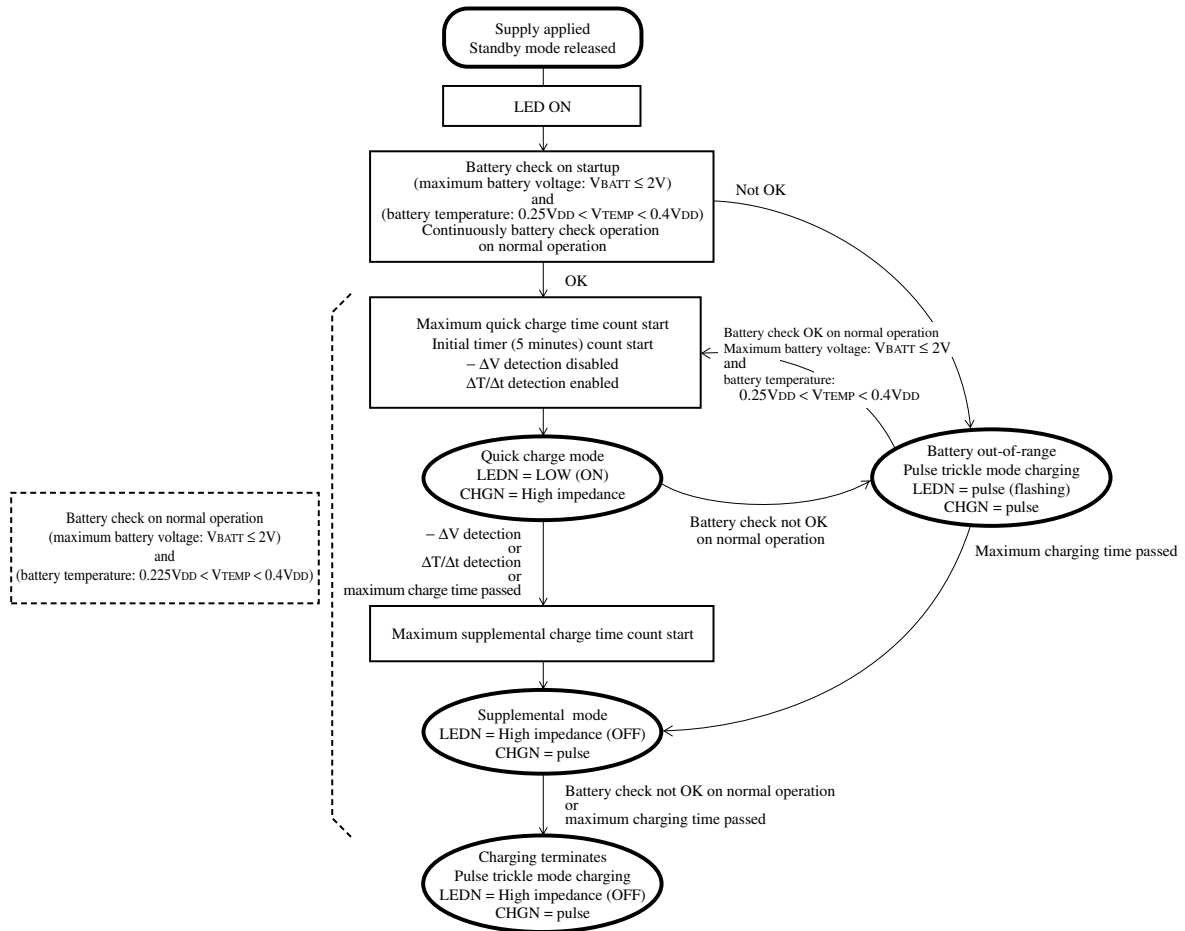 Supply applied
Standby mode released
LED ON
Battery check on startup
(maximum battery voltage: VBATT ≤ 2V)
and
(battery temperature: 0.25VDD < VTEMP < 0.4VDD)
Continuously battery check operation
on normal operation
Not OK
OK
Maximum quick charge time count start
Initial timer (5 minutes) count start
– ΔV detection disabled
ΔT/Δt detection enabled
Battery check OK on normal operation
Maximum battery voltage: VBATT ≤ 2V
and
battery temperature:
0.25VDD < VTEMP < 0.4VDD
Quick charge mode
LEDN = LOW (ON)
CHGN = High impedance
Battery out-of-range
Pulse trickle mode charging
LEDN = pulse (flashing)
CHGN = pulse
Battery check not OK
on normal operation
Battery check on normal operation
(maximum battery voltage: VBATT ≤ 2V)
and
(battery temperature: 0.225VDD < VTEMP < 0.4VDD)
– ΔV detection
or
ΔT/Δt detection
or
maximum charge time passed
Maximum charging time passed
Maximum supplemental charge time count start
Supplemental mode
LEDN = High impedance (OFF)
CHGN = pulse
Battery check not OK on normal operation
or
maximum charging time passed
Charging terminates
Pulse trickle mode charging
LEDN = High impedance (OFF)
CHGN = pulse